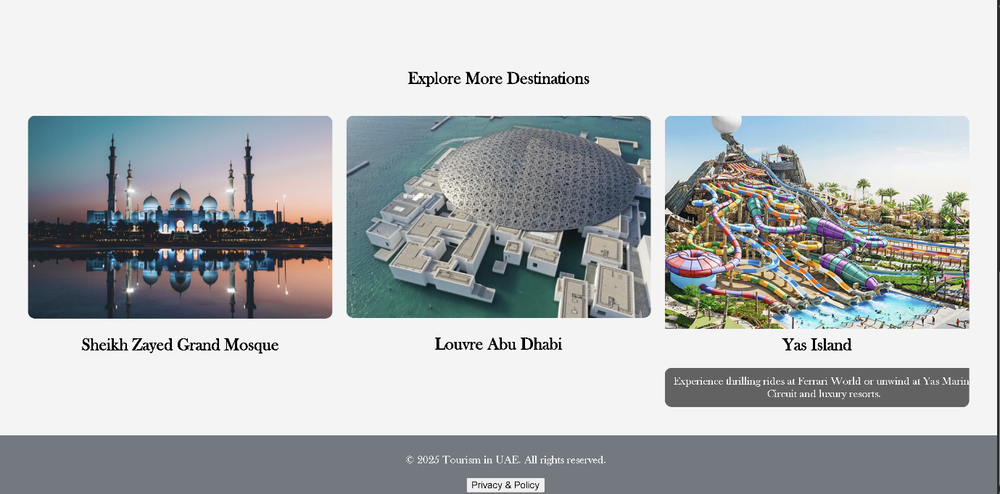 Explore More Destinations
Sheikh Zayed Grand Mosque
Louvre Abu Dhabi
Yas Island
Experience thrilling rides at Ferrari World or unwind at Yas Marin
Circuit and luxury resorts.
© 2025 Tourism in UAE. All rights reserved.
Privacy & Policy